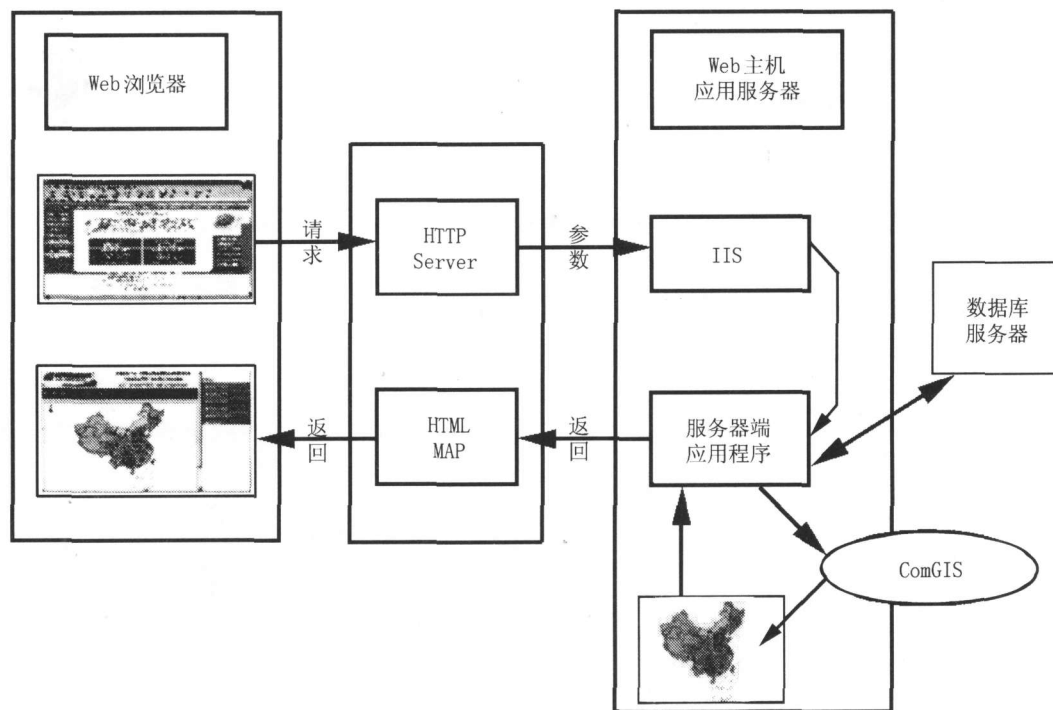 Web浏览器
Web主机
应用服务器
请
求
HTTP
Server
参
数
IIS
数据库
服务器
返
回
HTML
MAP
返
回
服务器端
应用程序
ComGIS